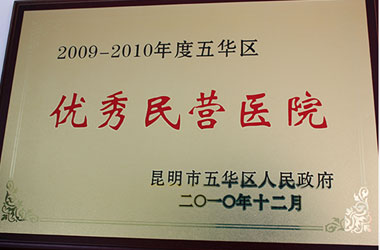 2009-2010年度五华区
优秀民营医院
昆明市五华区人民政府
二〇一〇年十二月